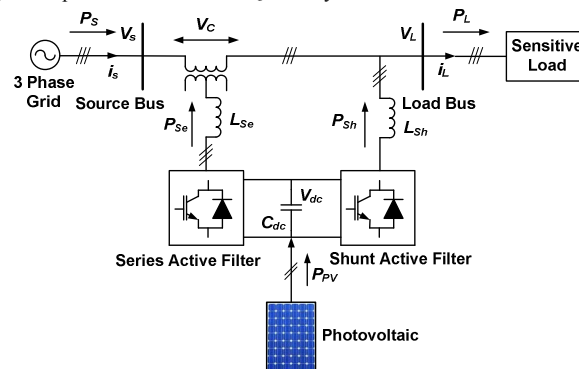 P_S
V_s
V_C
V_L
P_L
i_s
i_L
Sensitive
Load
3 Phase
Grid
Source Bus
Load Bus
P_Se
L_Se
P_Sh
L_Sh
V_dc
C_dc
Series Active Filter
Shunt Active Filter
P_PV
Photovoltaic